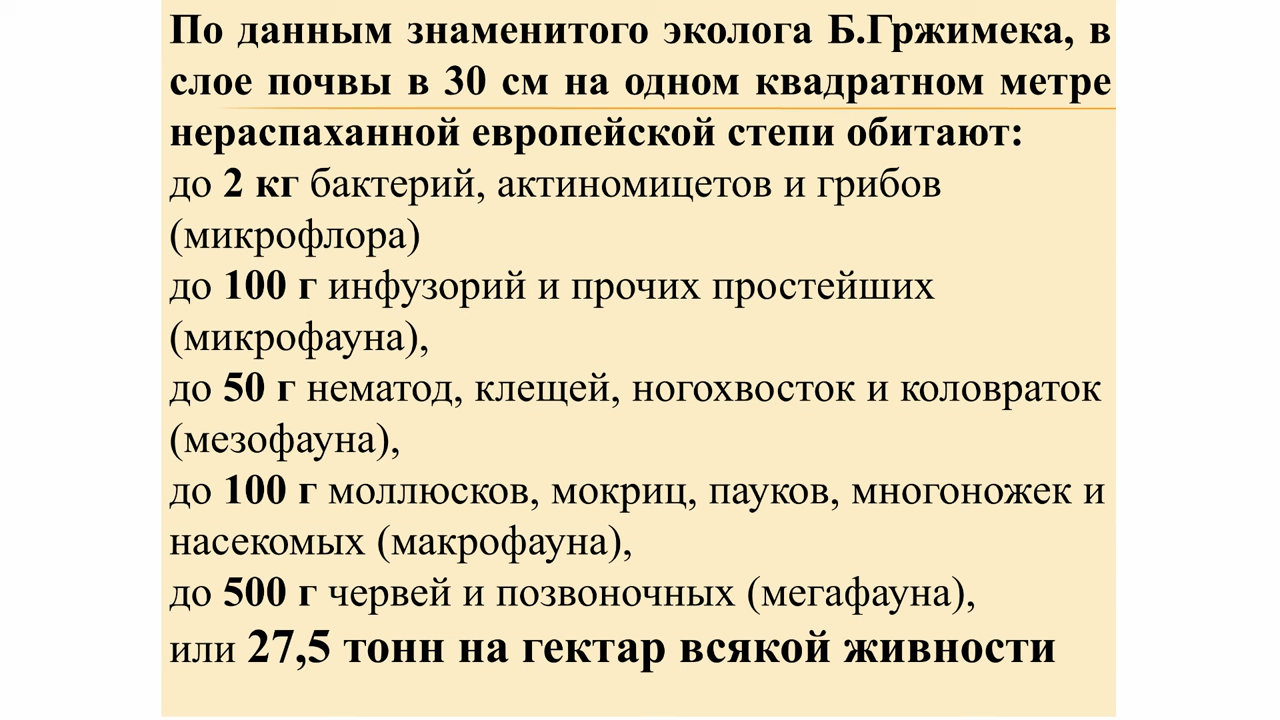 По данным знаменитого эколога Б.Гржимека, в
слое почвы в 30 см на одном квадратном метре
нераспаханной европейской степи обитают:
до 2 кг бактерий, актиномицетов и грибов
(микрофлора)
до 100 г инфузорий и прочих простейших
(микрофауна),
до 50 г нематод, клещей, ногохвосток и коловраток
(мезофауна),
до 100 г моллюсков, мокриц, пауков, многоножек и
насекомых (макрофауна),
до 500 г червей и позвоночных (мегафауна),
или 27,5 тонн на гектар всякой живности